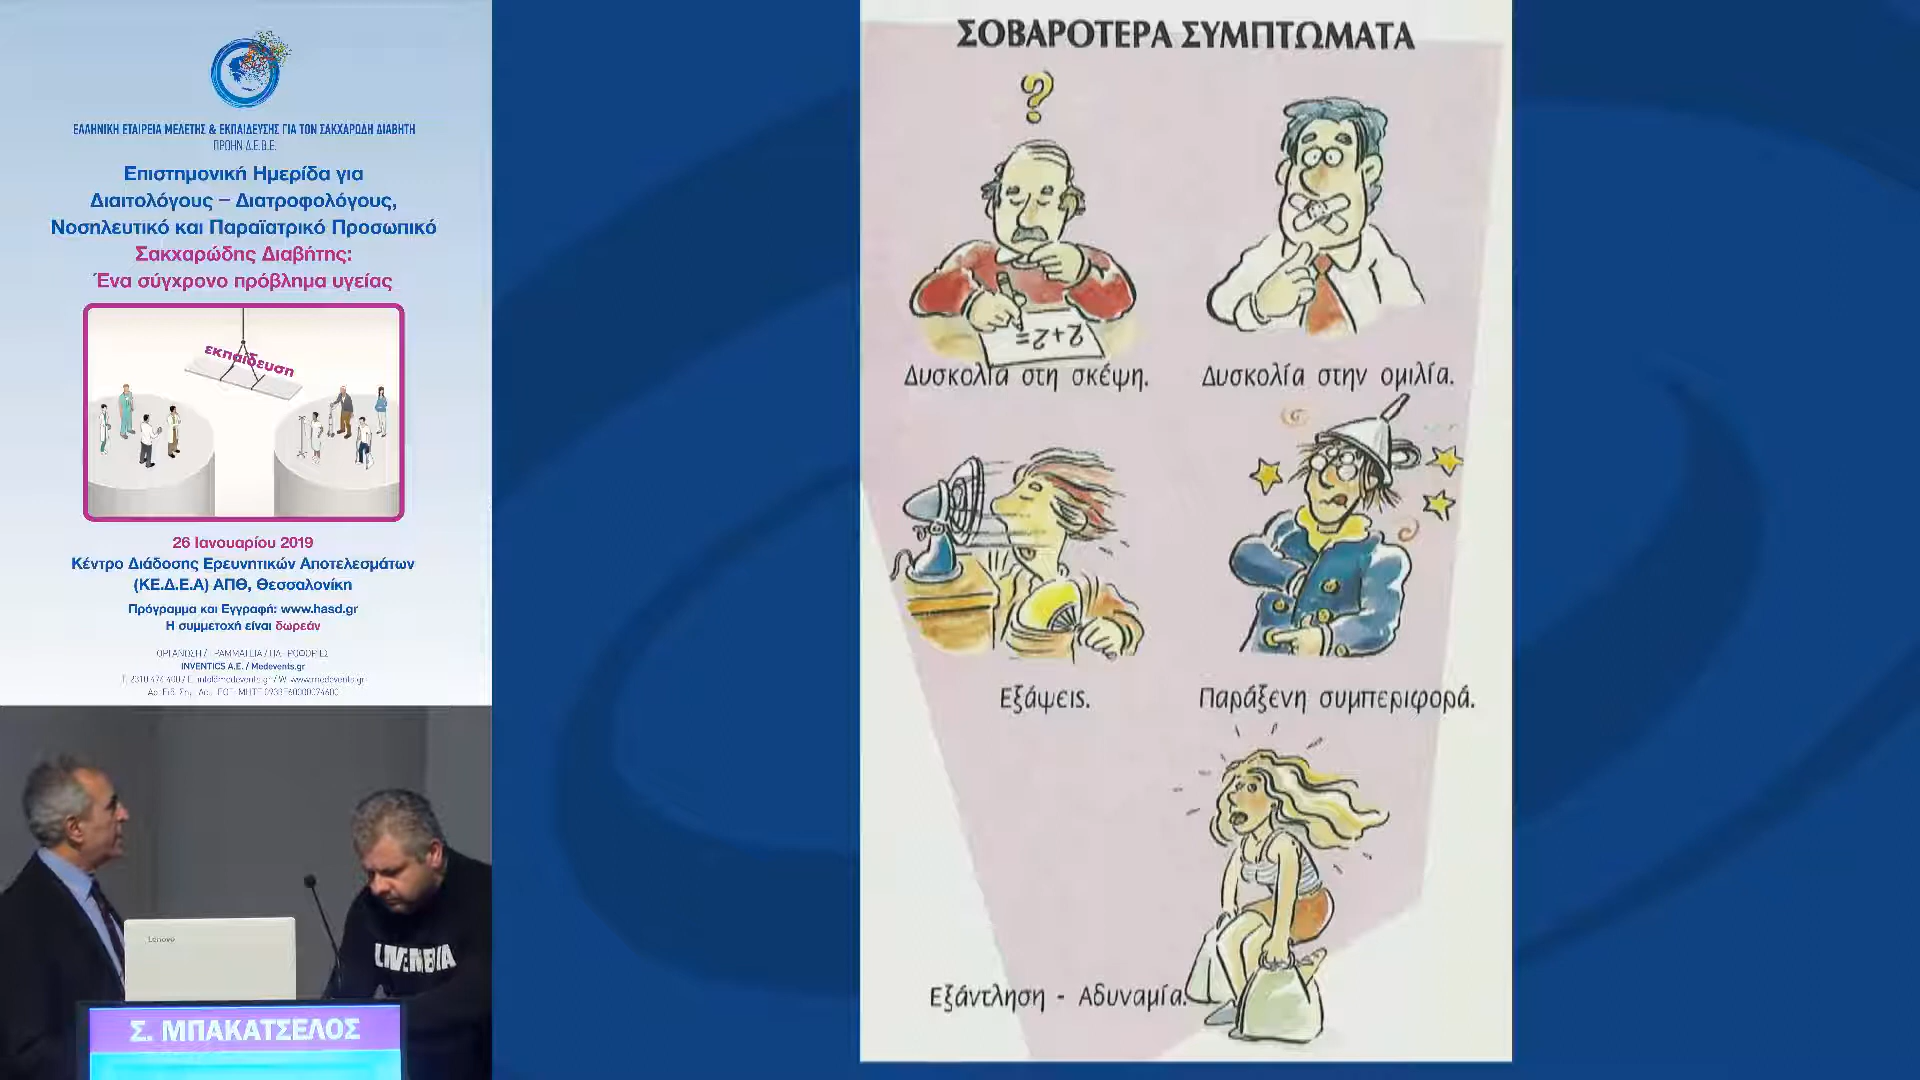 ΕΛΛΗΝΙΚΗ ΕΤΑΙΡΕΙΑ ΜΕΛΕΤΗΣ & ΕΚΠΑΙΔΕΥΣΗΣ ΓΙΑ ΤΟΝ ΣΑΚΧΑΡΩΔΗ ΔΙΑΒΗΤΗ
ΠΡΩΗΝ Δ.Ε.Β.Ε.
Επιστημονική Ημερίδα για
Διαιτολόγους – Διατροφολόγους,
Νοσηλευτικό και Παραϊατρικό Προσωπικό
Σακχαρώδης Διαβήτης:
Ένα σύγχρονο πρόβλημα υγείας
εκπαίδευση
26 Ιανουαρίου 2019
Κέντρο Διάδοσης Ερευνητικών Αποτελεσμάτων
(ΚΕ.Δ.Ε.Α) ΑΠΘ, Θεσσαλονίκη
Πρόγραμμα και Εγγραφή: www.hasd.gr
Η συμμετοχή είναι δωρεάν
INVENTICS A.E. / Medevents.gr
Lenovo
Σ. ΜΠΑΚΑΤΣΕΛΟΣ
ΣΟΒΑΡΟΤΕΡΑ ΣΥΜΠΤΩΜΑΤΑ
?
2+2=
Δυσκολία στη σκέψη.
Δυσκολία στην ομιλία.
Εξάψεις.
Παράξενη συμπεριφορά.
Εξάντληση - Αδυναμία.